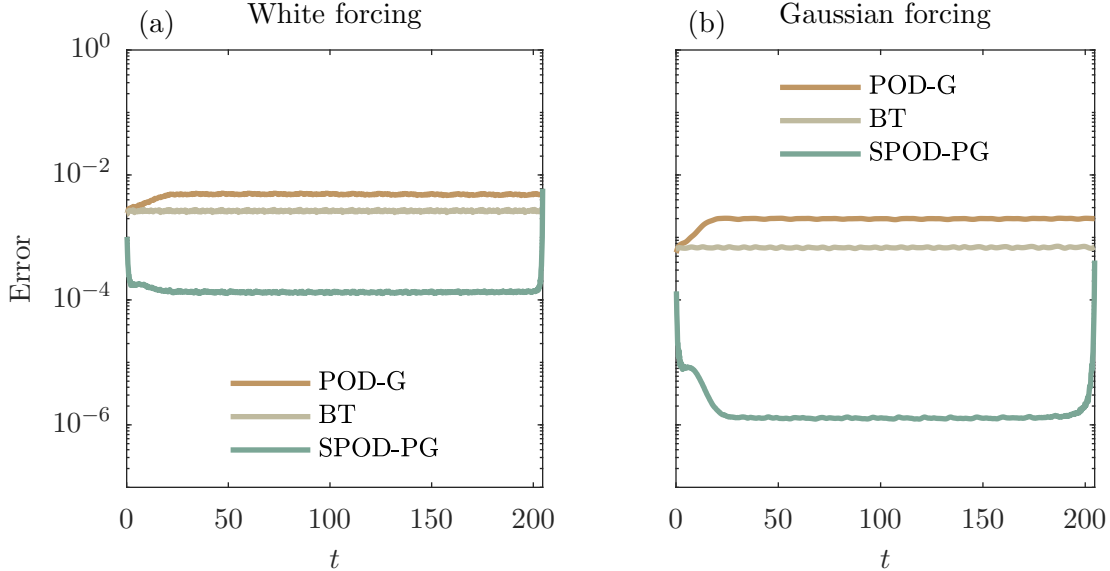 (a) White forcing
10^0
10^{-2}
10^{-4}
10^{-6}
Error
POD-G
BT
SPOD-PG
0 50 100 150 200
t
(b) Gaussian forcing
POD-G
BT
SPOD-PG
0 50 100 150 200
t